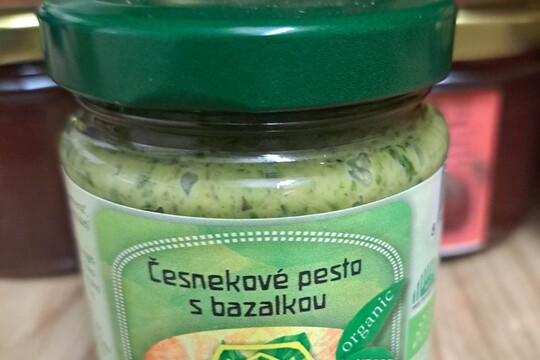 Česnekové pesto
s bazalkou
organic